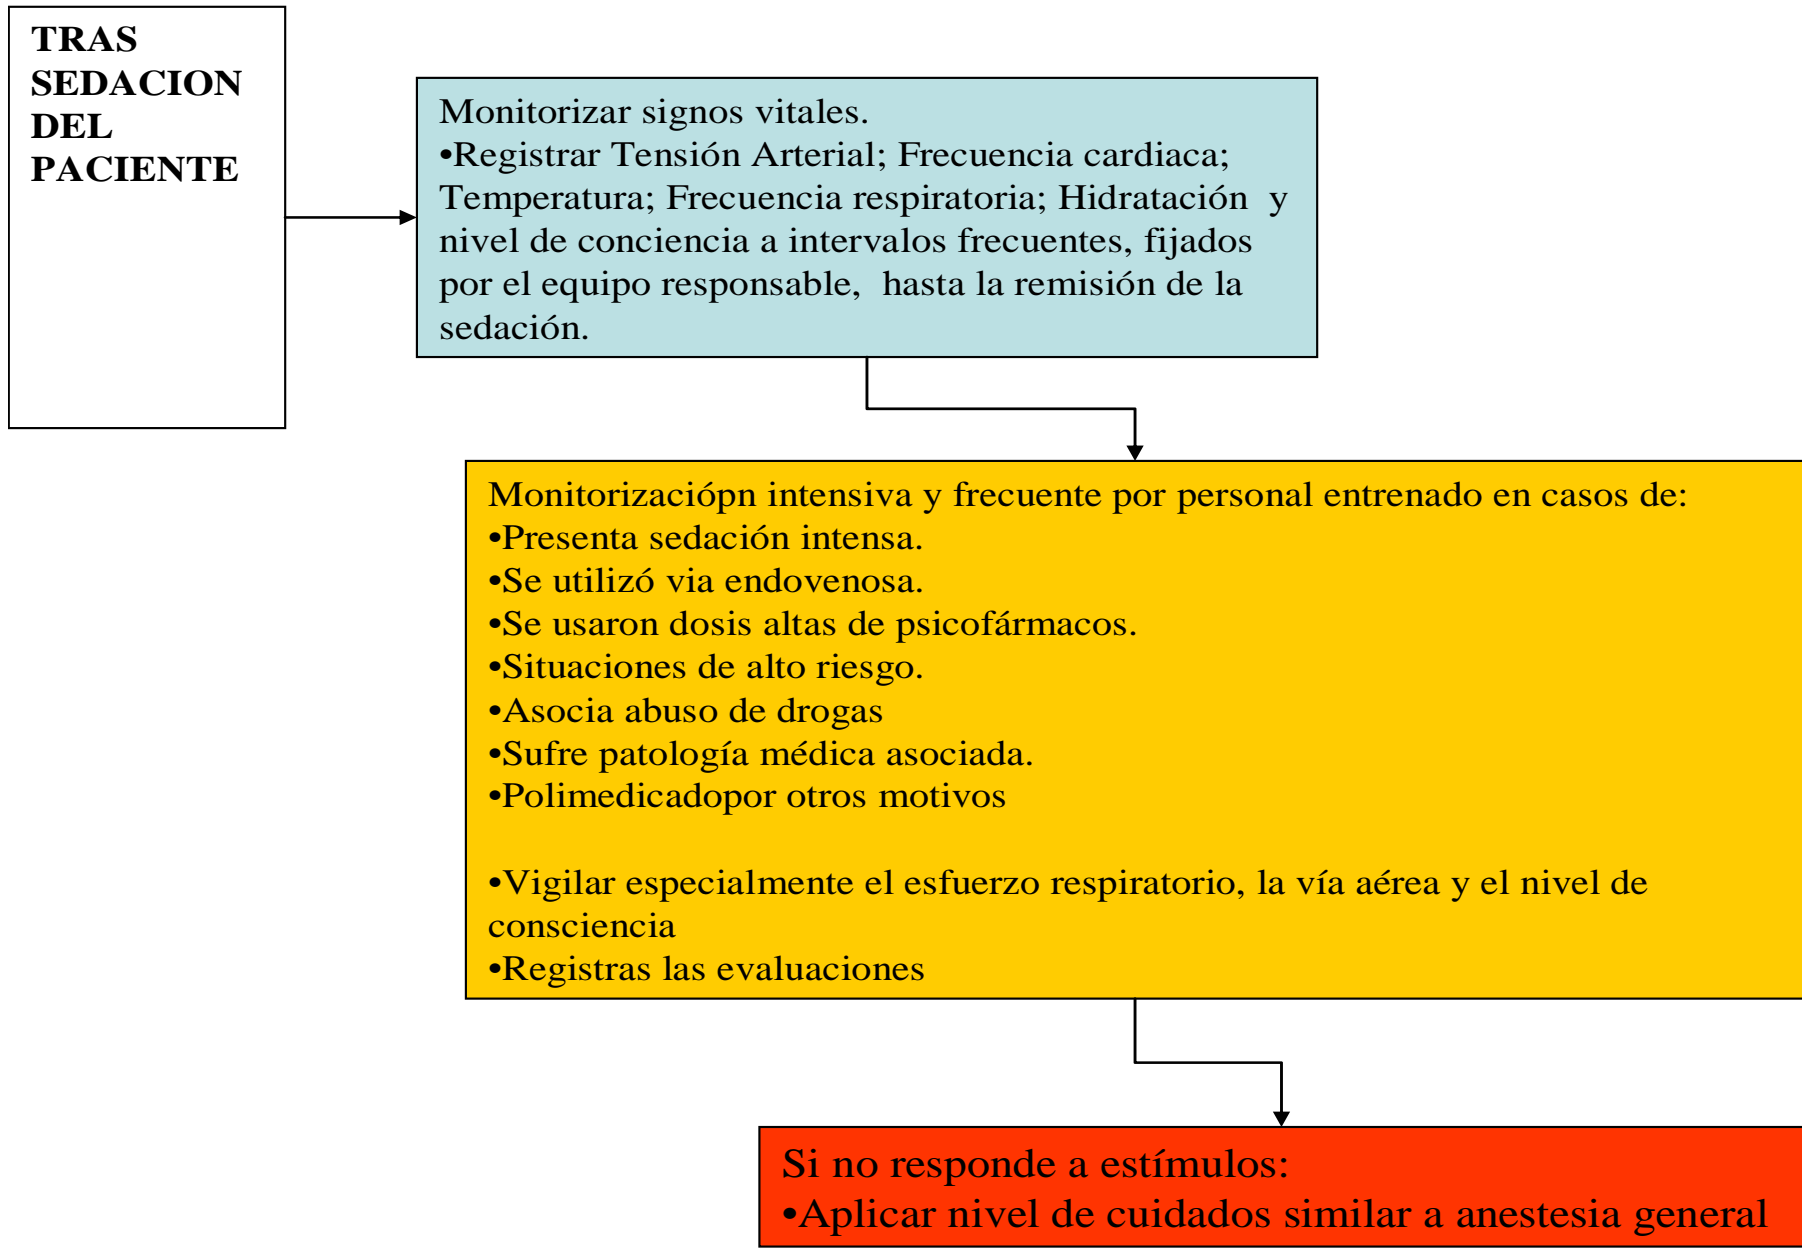 TRAS
SEDACION
DEL
PACIENTE
Monitorizar signos vitales.
•Registrar Tensión Arterial; Frecuencia cardiaca;
Temperatura; Frecuencia respiratoria; Hidratación y
nivel de conciencia a intervalos frecuentes, fijados
por el equipo responsable, hasta la remisión de la
sedación.
Monitorizaciópn intensiva y frecuente por personal entrenado en casos de:
•Presenta sedación intensa.
•Se utilizó via endovenosa.
•Se usaron dosis altas de psicofármacos.
•Situaciones de alto riesgo.
•Asocia abuso de drogas
•Sufre patología médica asociada.
•Polimedicadopor otros motivos
•Vigilar especialmente el esfuerzo respiratorio, la vía aérea y el nivel de
consciencia
•Registras las evaluaciones
Si no responde a estímulos:
•Aplicar nivel de cuidados similar a anestesia general